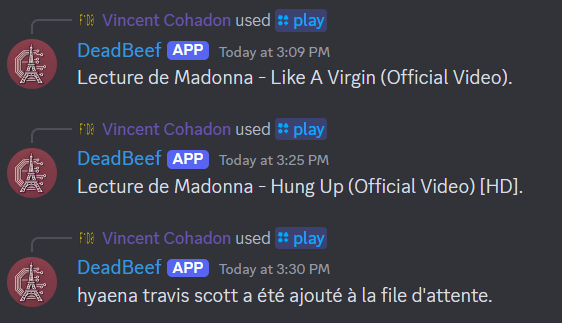 Vincent Cohadon used play
DeadBeef APP Today at 3:09 PM
Lecture de Madonna - Like A Virgin (Official Video).
Vincent Cohadon used play
DeadBeef APP Today at 3:25 PM
Lecture de Madonna - Hung Up (Official Video) [HD].
Vincent Cohadon used play
DeadBeef APP Today at 3:30 PM
hyaena travis scott a été ajouté à la file d'attente.